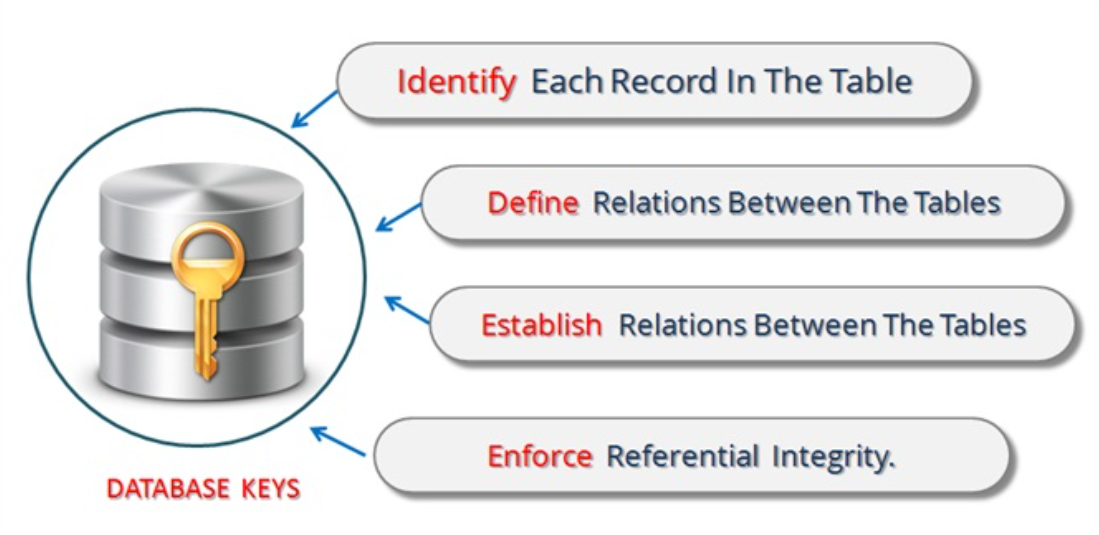 Identify Each Record In The Table
Define Relations Between The Tables
Establish Relations Between The Tables
Enforce Referential Integrity.
DATABASE KEYS